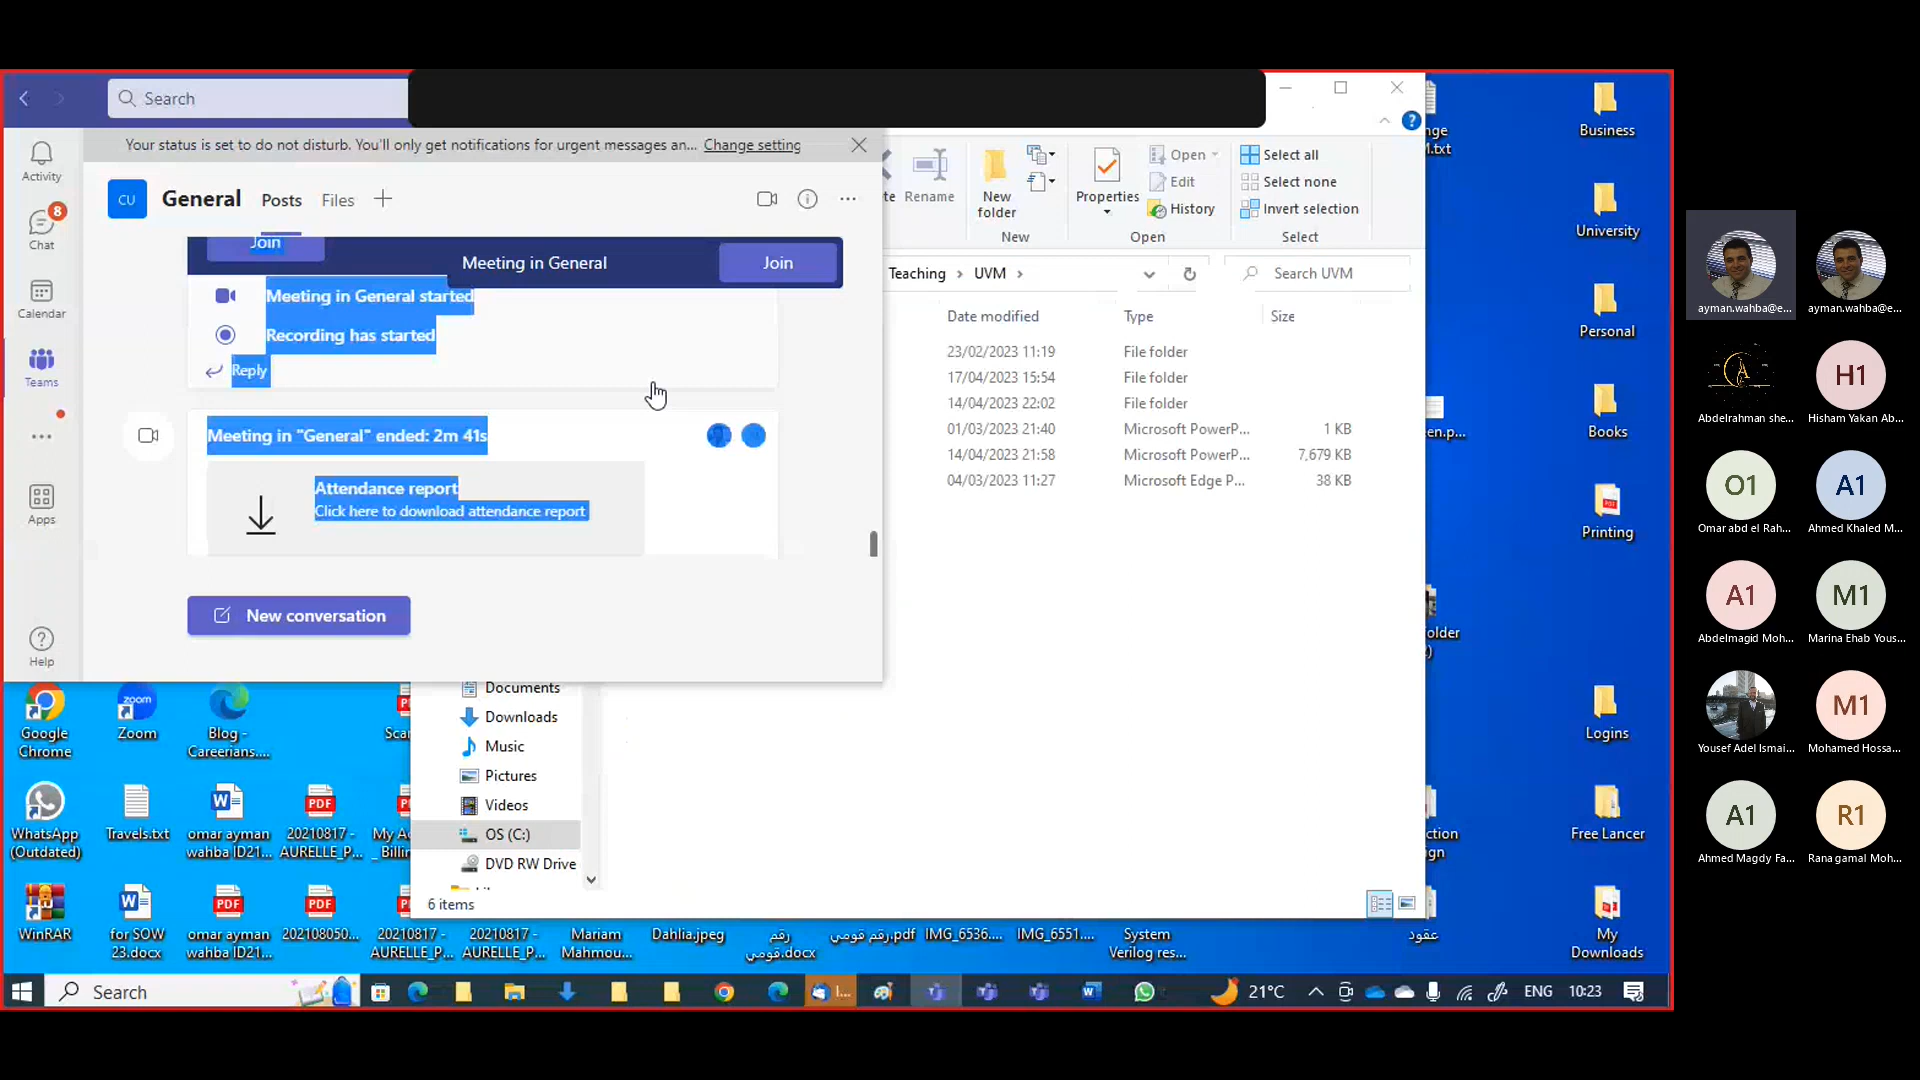 Search
Your status is set to do not disturb. You'll only get notifications for urgent messages an... Change setting
Activity
8
Chat
Calendar
Teams
Apps
Help
CU
General
Posts
Files
Join
Meeting in General
Join
Meeting in General started
Recording has started
Reply
Meeting in "General" ended: 2m 41s
Attendance report
Click here to download attendance report
New conversation
Rename
New
folder
New
Properties
Open
Edit
History
Open
Select all
Select none
Invert selection
Select
Teaching > UVM >
Search UVM
Date modified Type Size
23/02/2023 11:19 File folder
17/04/2023 15:54 File folder
14/04/2023 22:02 File folder
01/03/2023 21:40 Microsoft PowerP... 1 KB
14/04/2023 21:58 Microsoft PowerP... 7,679 KB
04/03/2023 11:27 Microsoft Edge P... 38 KB
Documents
Downloads
Music
Pictures
Videos
OS (C:)
DVD RW Drive
6 items
Business
University
Personal
Books
Printing
Logins
Free Lancer
My
Downloads
Google
Chrome
Zoom
Blog -
Careerians....
WhatsApp
(Outdated)
Travels.txt
omar ayman
wahba ID21...
20210817 -
AURELLE_P...
WinRAR
for SOW
23.docx
omar ayman
wahba ID21...
202108050...
20210817 -
AURELLE_P...
20210817 -
AURELLE_P...
Mariam
Mahmou...
Dahlia.jpeg
رقم
قومي.docx
رقم قومي.pdf
IMG_6536....
IMG_6551....
System
Verilog res...
عقود
Search
21°C
ENG
10:23
ayman.wahba@e...
ayman.wahba@e...
Abdelrahman she...
H1
Hisham Yakan Ab...
O1
Omar abd el Rah...
A1
Ahmed Khaled M...
A1
Abdelmagid Moh...
M1
Marina Ehab Yous...
Yousef Adel Ismai...
M1
Mohamed Hossa...
A1
Ahmed Magdy Fa...
R1
Rana gamal Moh...